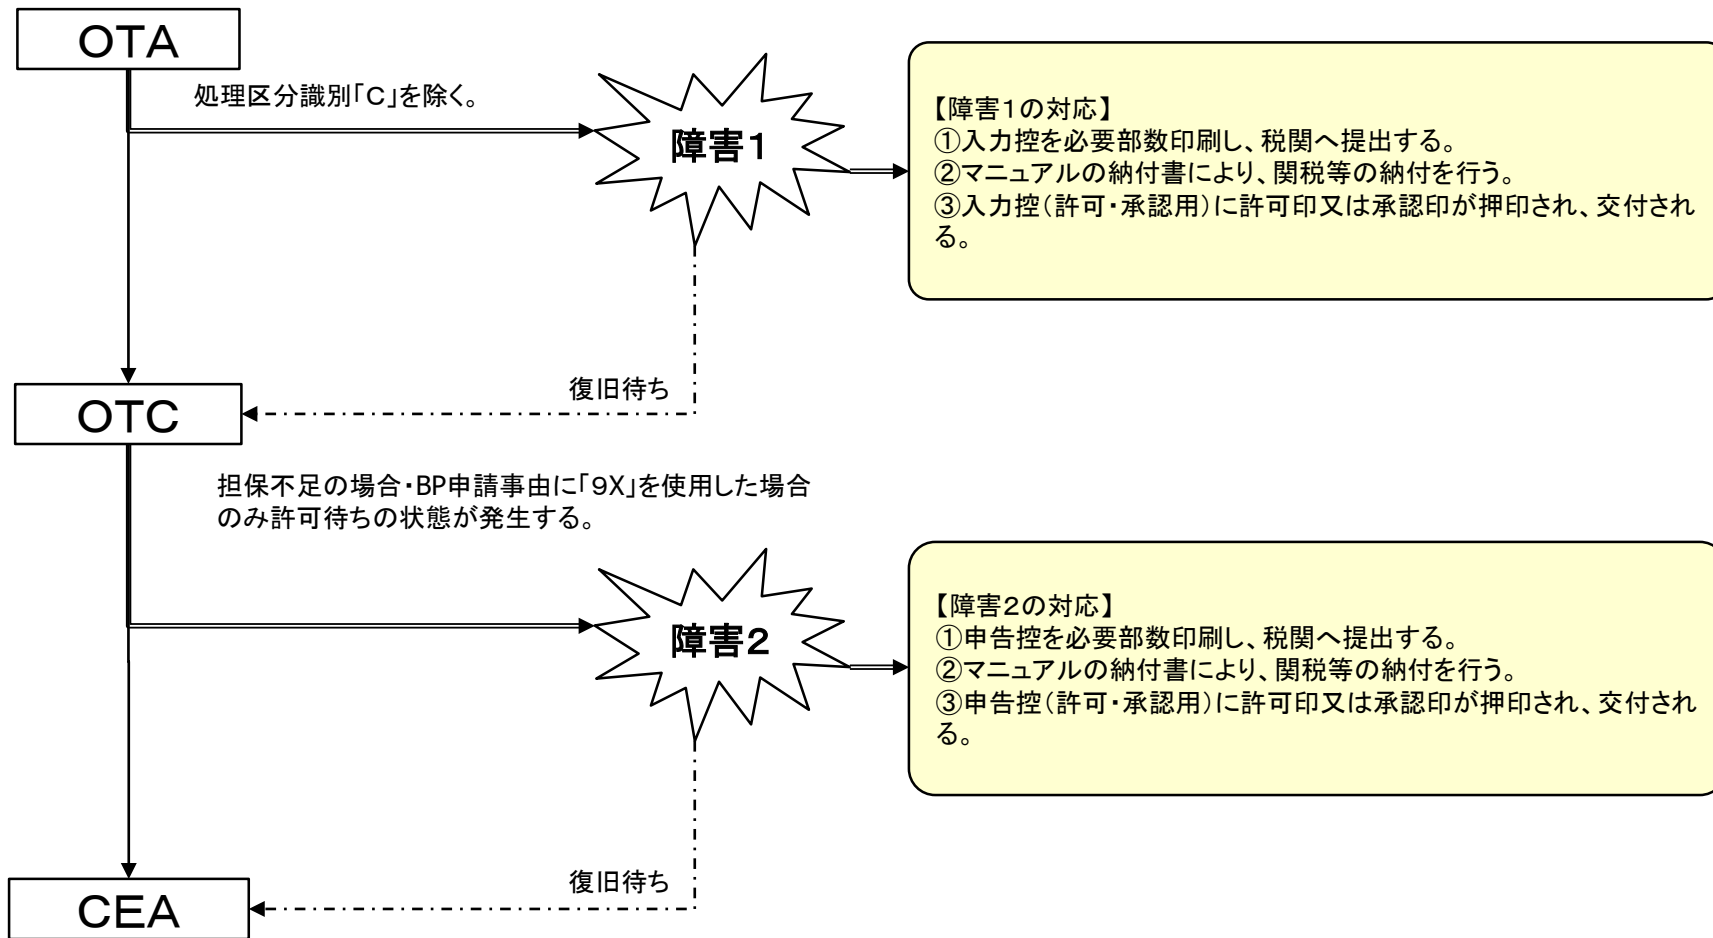 OTA
処理区分識別「C」を除く。
障害1
【障害1の対応】
①入力控を必要部数印刷し、税関へ提出する。
②マニュアルの納付書により、関税等の納付を行う。
③入力控(許可・承認用)に許可印又は承認印が押印され、交付され
る。
復旧待ち
OTC
担保不足の場合・BP申請事由に「9X」を使用した場合
のみ許可待ちの状態が発生する。
障害2
【障害2の対応】
①申告控を必要部数印刷し、税関へ提出する。
②マニュアルの納付書により、関税等の納付を行う。
③申告控(許可・承認用)に許可印又は承認印が押印され、交付され
る。
復旧待ち
CEA